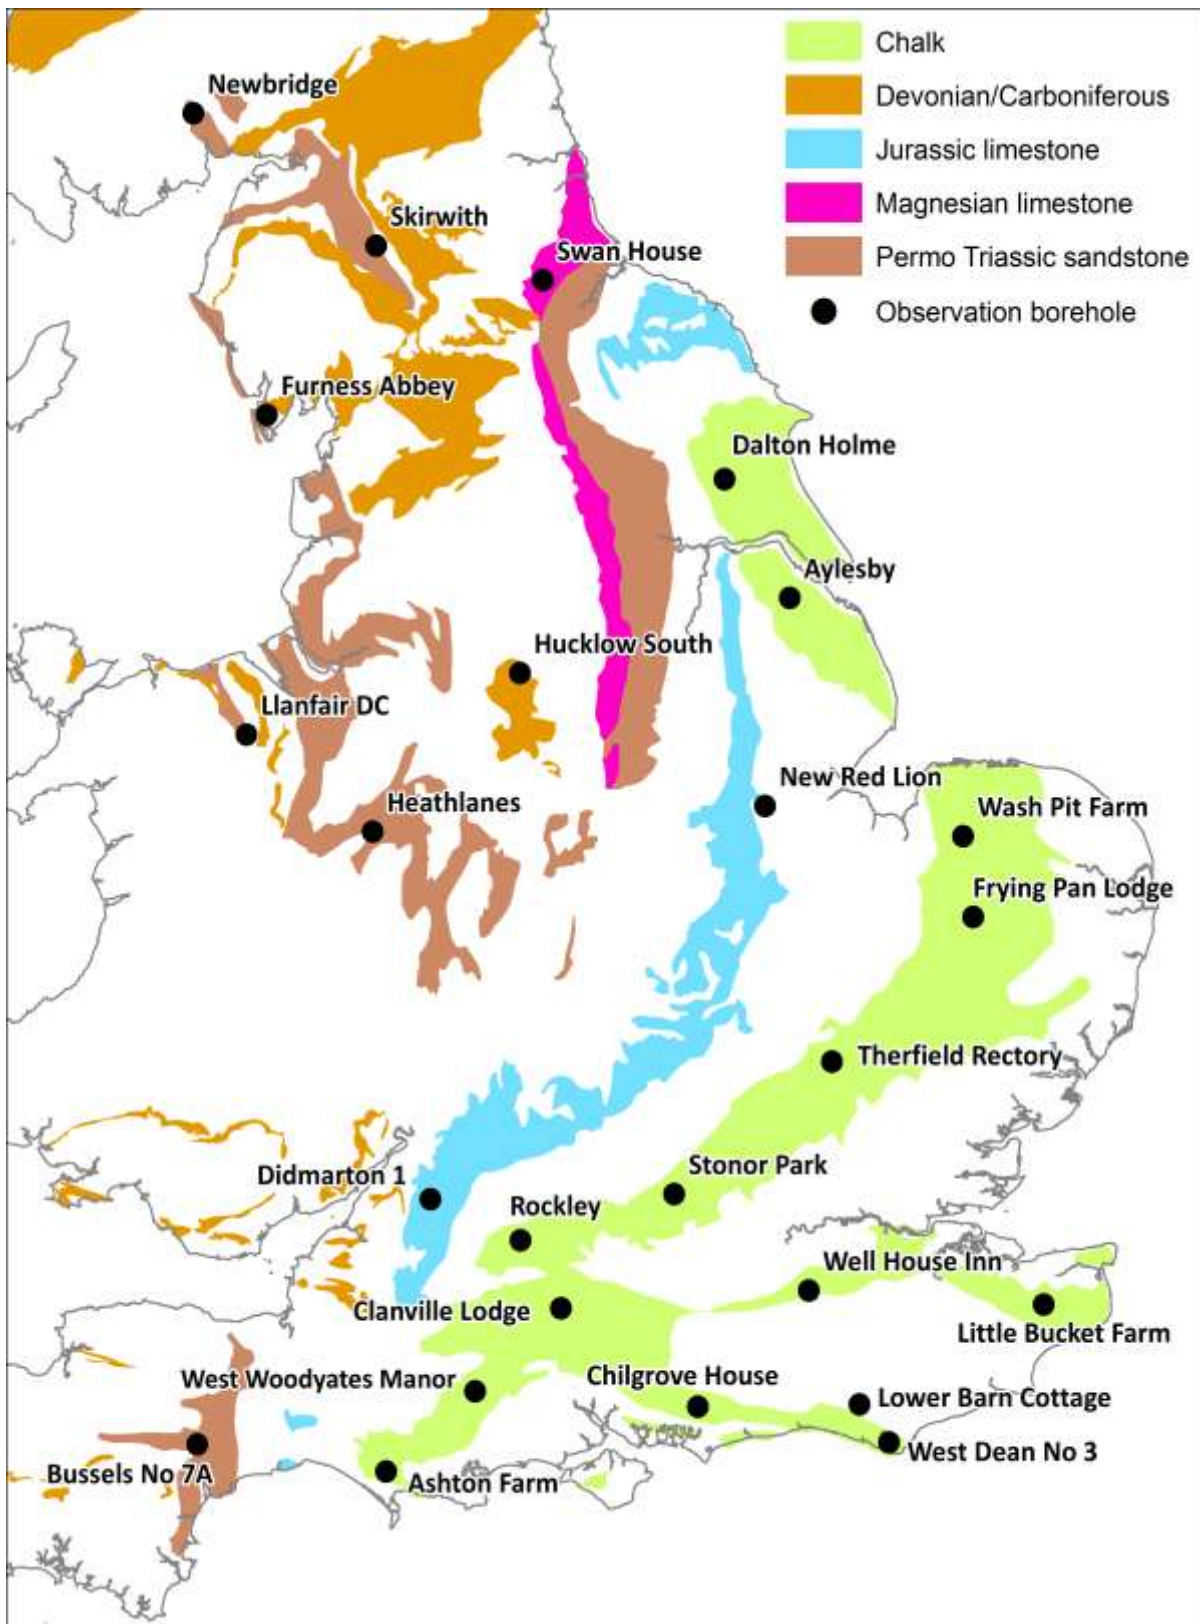 Chalk
Devonian/Carboniferous
Jurassic limestone
Magnesian limestone
Permo Triassic sandstone
Observation borehole
Newbridge
Skirwith
Swan House
Furness Abbey
Dalton Holme
Aylesby
Hucklow South
Llanfair DC
New Red Lion
Heathlanes
Wash Pit Farm
Frying Pan Lodge
Therfield Rectory
Stonor Park
Didmarton 1
Rockley
Well House Inn
Clanville Lodge
Little Bucket Farm
West Woodyates Manor
Chilgrove House
Lower Barn Cottage
West Dean No 3
Bussels No 7A
Ashton Farm